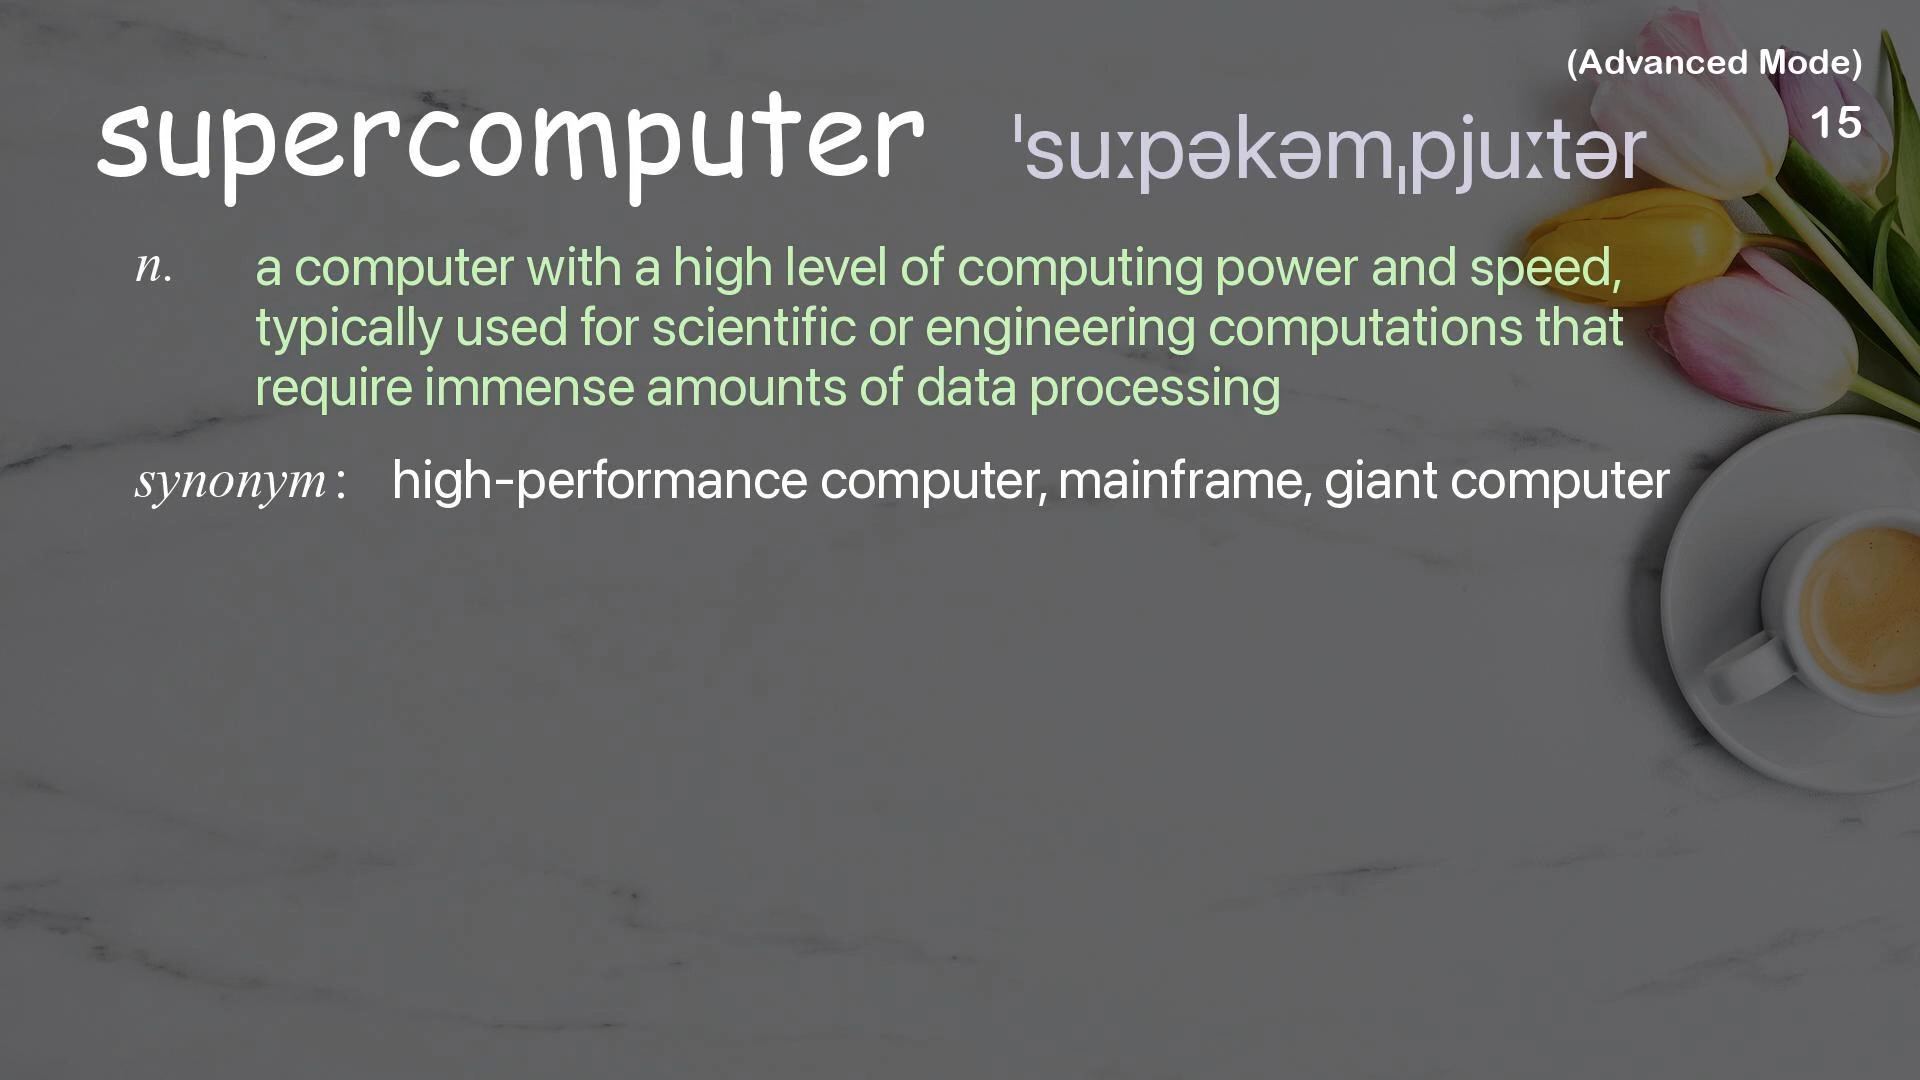 (Advanced Mode)
supercomputer ˈsuːpəkəmˌpjuːtər
15
n. a computer with a high level of computing power and speed,
typically used for scientific or engineering computations that
require immense amounts of data processing
synonym : high-performance computer, mainframe, giant computer